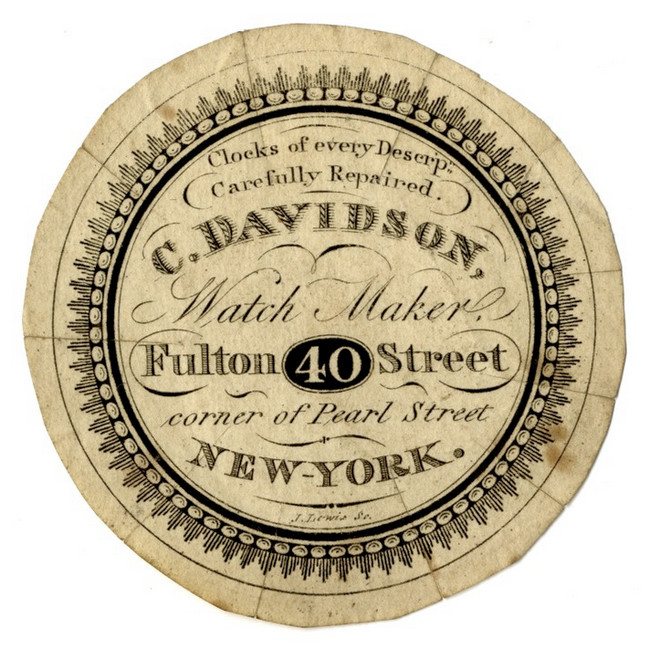 Clocks of every Descrpⁿ:
Carefully Repaired.
C. DAVIDSON,
Watch Maker.
Fulton 40 Street
corner of Pearl Street
NEW-YORK.
J. Lewis Sc.